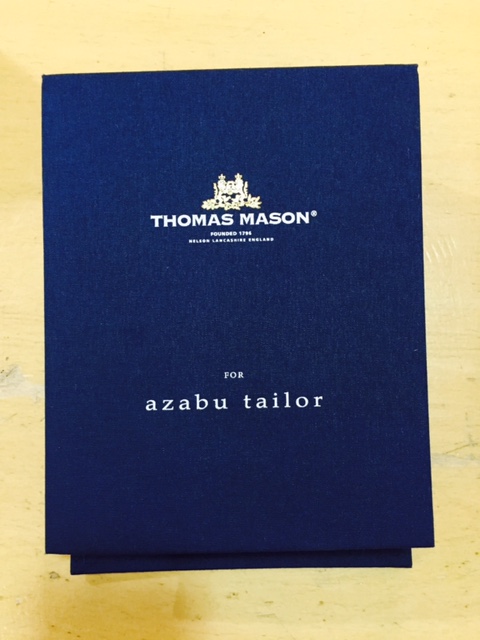 THOMAS MASON®
FOUNDED 1796
NELSON LANCASHIRE ENGLAND
FOR
azabu tailor